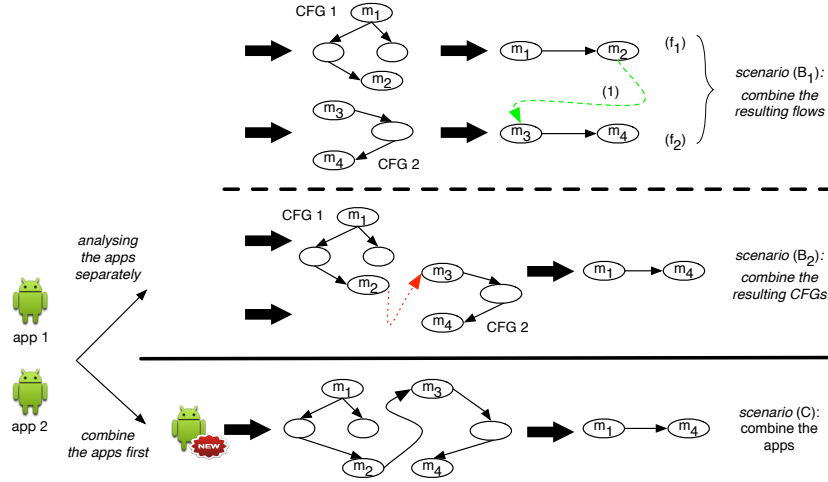 CFG 1
m1
m2
m3
m4
CFG 2
m1
m2
(f1)
(1)
m3
m4
(f2)
scenario (B1):
combine the
resulting flows
analysing
the apps
separately
CFG 1
m1
m2
m3
m4
CFG 2
m1
m4
scenario (B2):
combine the
resulting CFGs
app 1
app 2
combine
the apps first
NEW
m1
m2
m3
m4
m1
m4
scenario (C):
combine the
apps